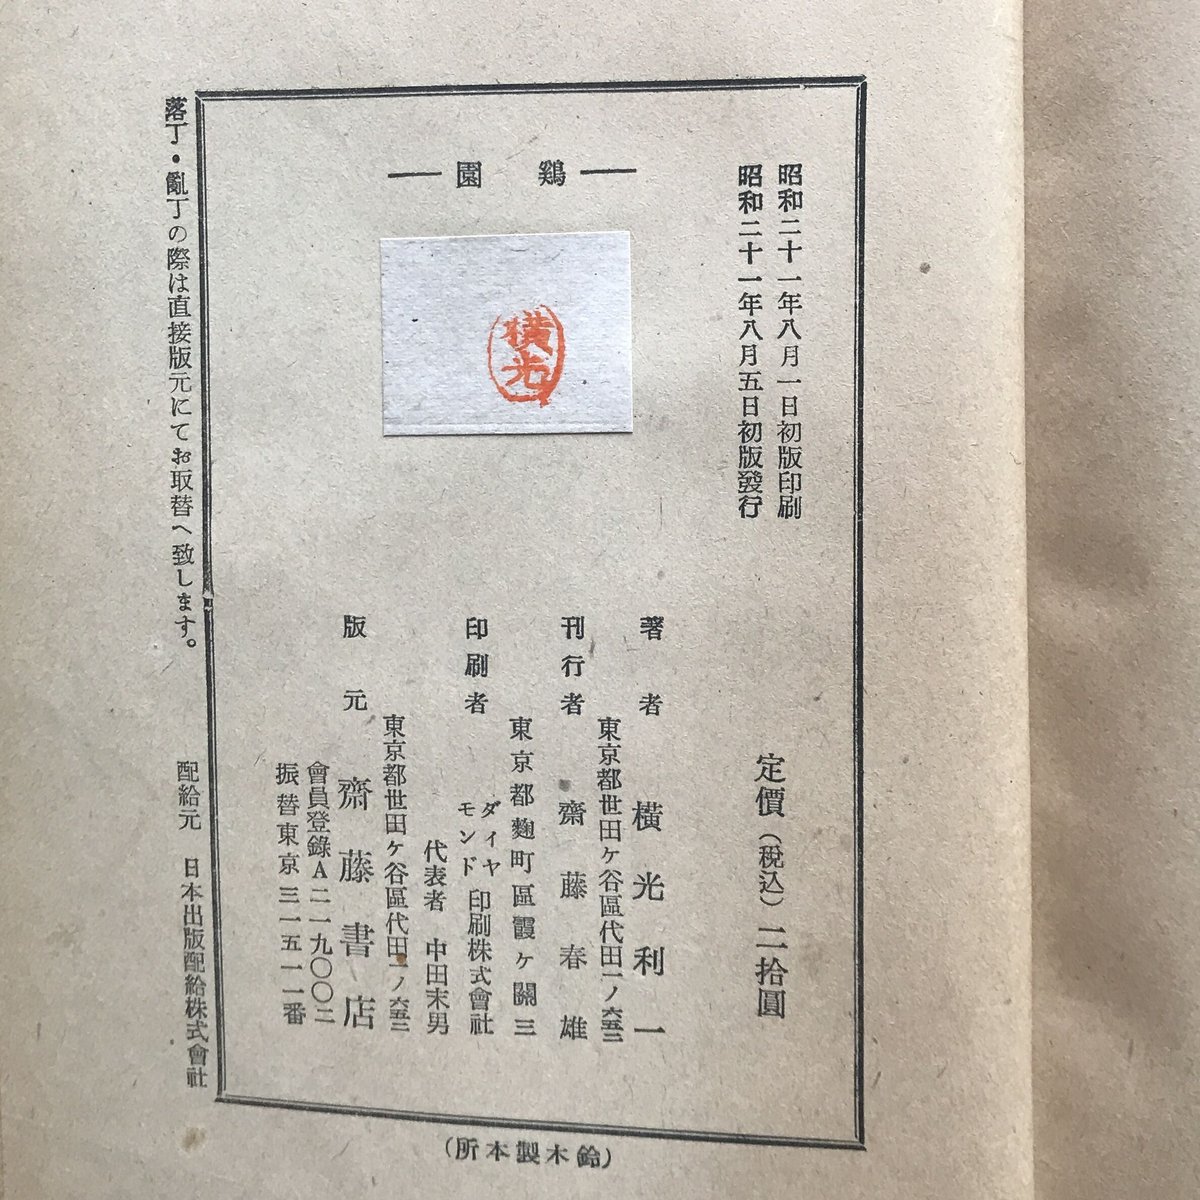 昭和二十一年八月一日初版印刷
昭和二十一年八月五日初版發行
定價(税込)二拾圓
―鷄園―
横光
著者 横光利一
東京都世田ケ谷區代田一ノ六五二
刊行者 齋藤春雄
東京都麴町區霞ケ關三
印刷者 ダイヤモンド印刷株式會社
代表者 中田末男
東京都世田ケ谷區代田一ノ六五二
版元 齋藤書店
會員登錄A二一九〇〇二
振替東京三一五一一番
落丁・亂丁の際は直接版元にてお取替へ致します。
配給元 日本出版配給株式會社
(鈴木製本所)